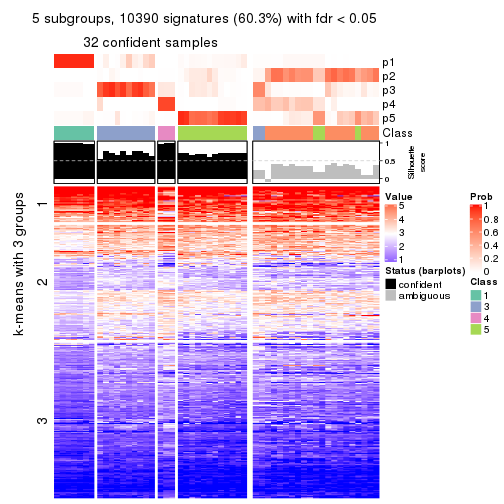 5 subgroups, 10390 signatures (60.3%) with fdr < 0.05
32 confident samples
p1
p2
p3
p4
p5
Class
1
0.5
0
Silhouette
score
k-means with 3 groups
1
2
3
Value
5
4
3
2
1
Status (barplots)
confident
ambiguous
Prob
1
0.8
0.6
0.4
0.2
0
Class
1
3
4
5